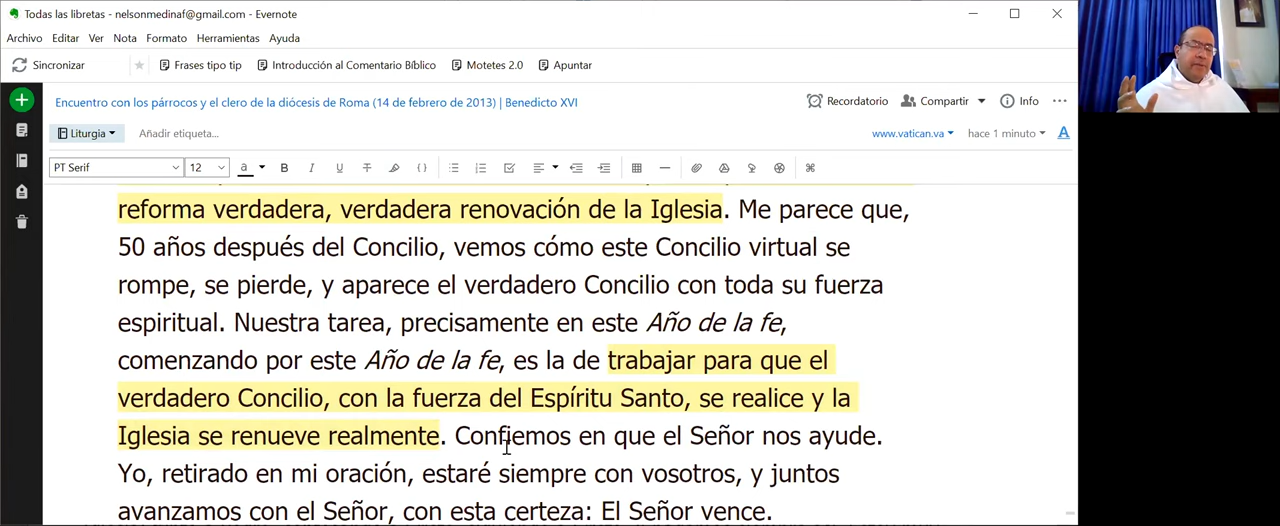 Todas las libretas - nelsonmedinaf@gmail.com - Evernote
Archivo Editar Ver Nota Formato Herramientas Ayuda
Sincronizar Frases tipo tip Introducción al Comentario Bíblico Motetes 2.0 Apuntar
Encuentro con los párrocos y el clero de la diócesis de Roma (14 de febrero de 2013) | Benedicto XVI Recordatorio Compartir Info
Liturgia Añadir etiqueta... www.vatican.va hace 1 minuto
PT Serif 12 a B I U T
reforma verdadera, verdadera renovación de la Iglesia. Me parece que,
50 años después del Concilio, vemos cómo este Concilio virtual se
rompe, se pierde, y aparece el verdadero Concilio con toda su fuerza
espiritual. Nuestra tarea, precisamente en este Año de la fe,
comenzando por este Año de la fe, es la de trabajar para que el
verdadero Concilio, con la fuerza del Espíritu Santo, se realice y la
Iglesia se renueve realmente. Confiemos en que el Señor nos ayude.
Yo, retirado en mi oración, estaré siempre con vosotros, y juntos
avanzamos con el Señor, con esta certeza: El Señor vence.